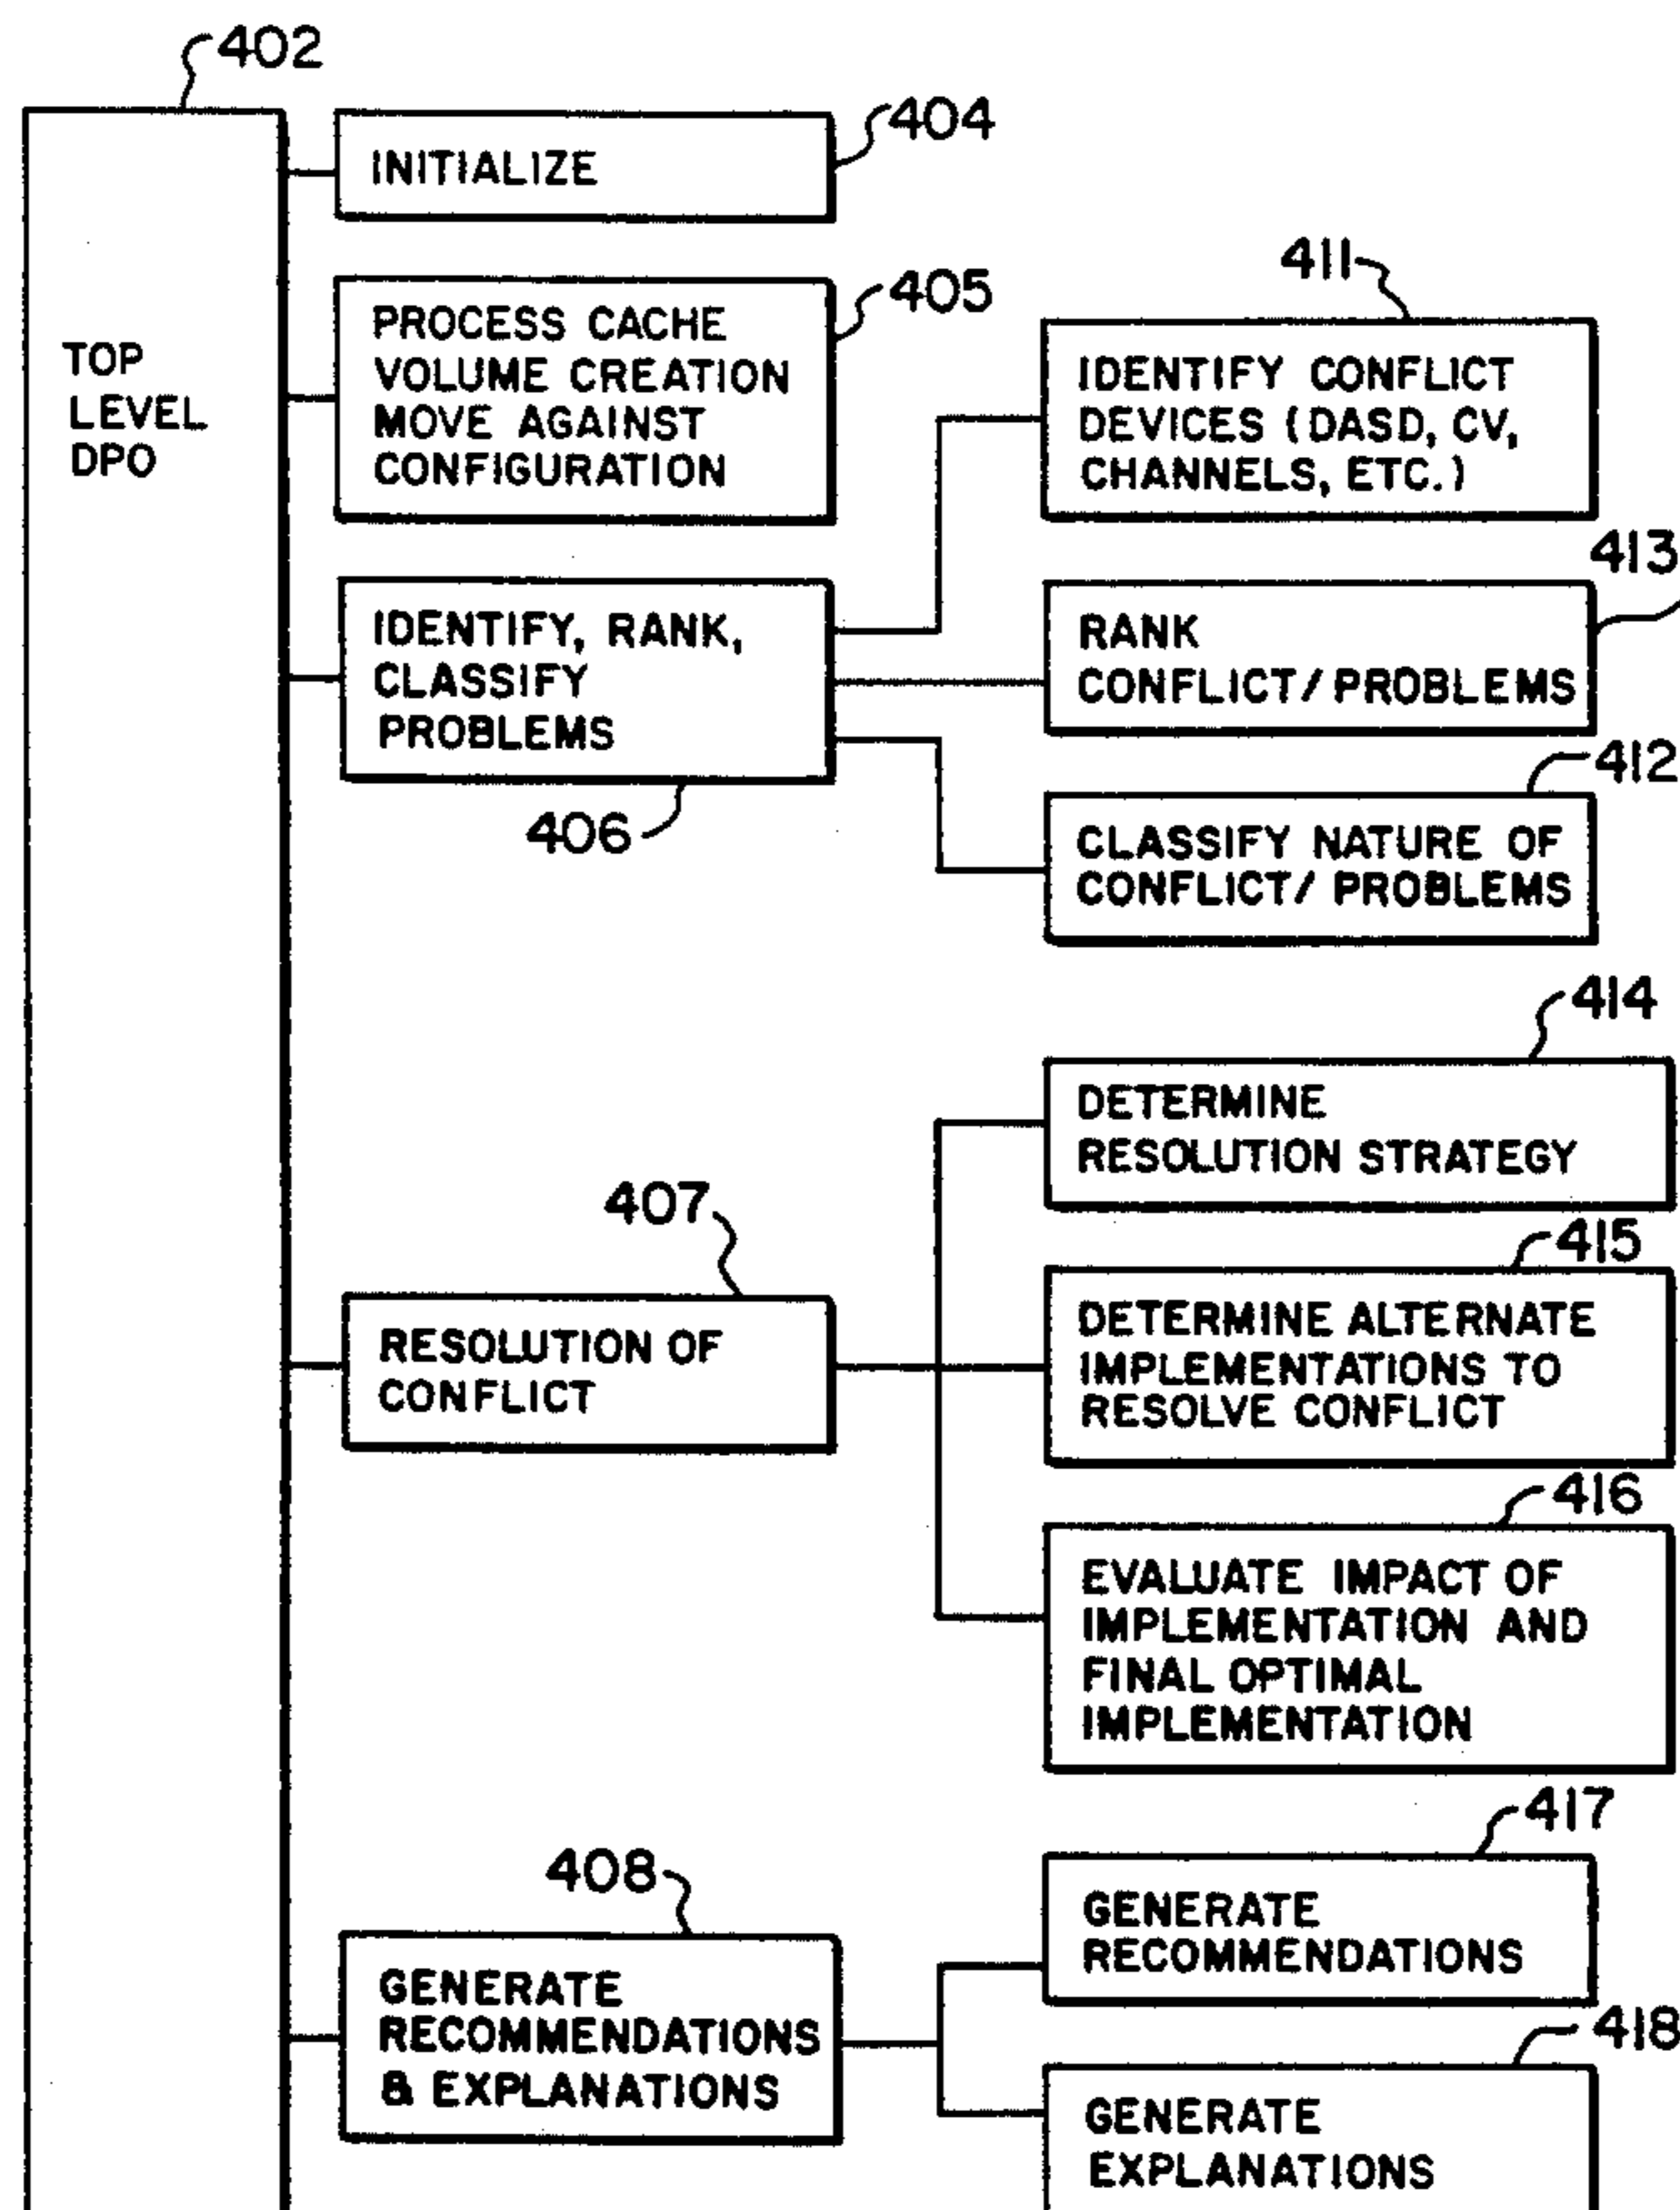 402
TOP
LEVEL
DPO
404
INITIALIZE
405
PROCESS CACHE
VOLUME CREATION
MOVE AGAINST
CONFIGURATION
IDENTIFY, RANK,
CLASSIFY
PROBLEMS
406
411
IDENTIFY CONFLICT
DEVICES (DASD, CV,
CHANNELS, ETC.)
413
RANK
CONFLICT/PROBLEMS
412
CLASSIFY NATURE OF
CONFLICT/ PROBLEMS
407
RESOLUTION OF
CONFLICT
414
DETERMINE
RESOLUTION STRATEGY
415
DETERMINE ALTERNATE
IMPLEMENTATIONS TO
RESOLVE CONFLICT
416
EVALUATE IMPACT OF
IMPLEMENTATION AND
FINAL OPTIMAL
IMPLEMENTATION
408
GENERATE
RECOMMENDATIONS
& EXPLANATIONS
417
GENERATE
RECOMMENDATIONS
418
GENERATE
EXPLANATIONS